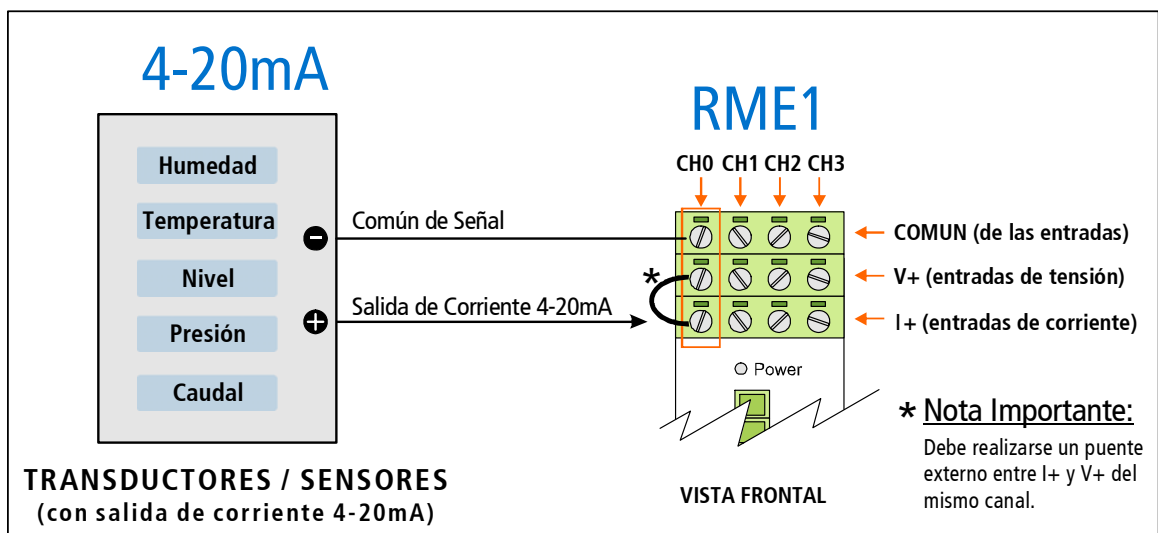 4-20mA
RME1
CH0 CH1 CH2 CH3
Humedad
Temperatura
Nivel
Presión
Caudal
Común de Señal
Salida de Corriente 4-20mA
*
COMUN (de las entradas)
V+ (entradas de tensión)
I+ (entradas de corriente)
Power
TRANSDUCTORES / SENSORES
(con salida de corriente 4-20mA)
VISTA FRONTAL
* Nota Importante:
Debe realizarse un puente
externo entre I+ y V+ del
mismo canal.